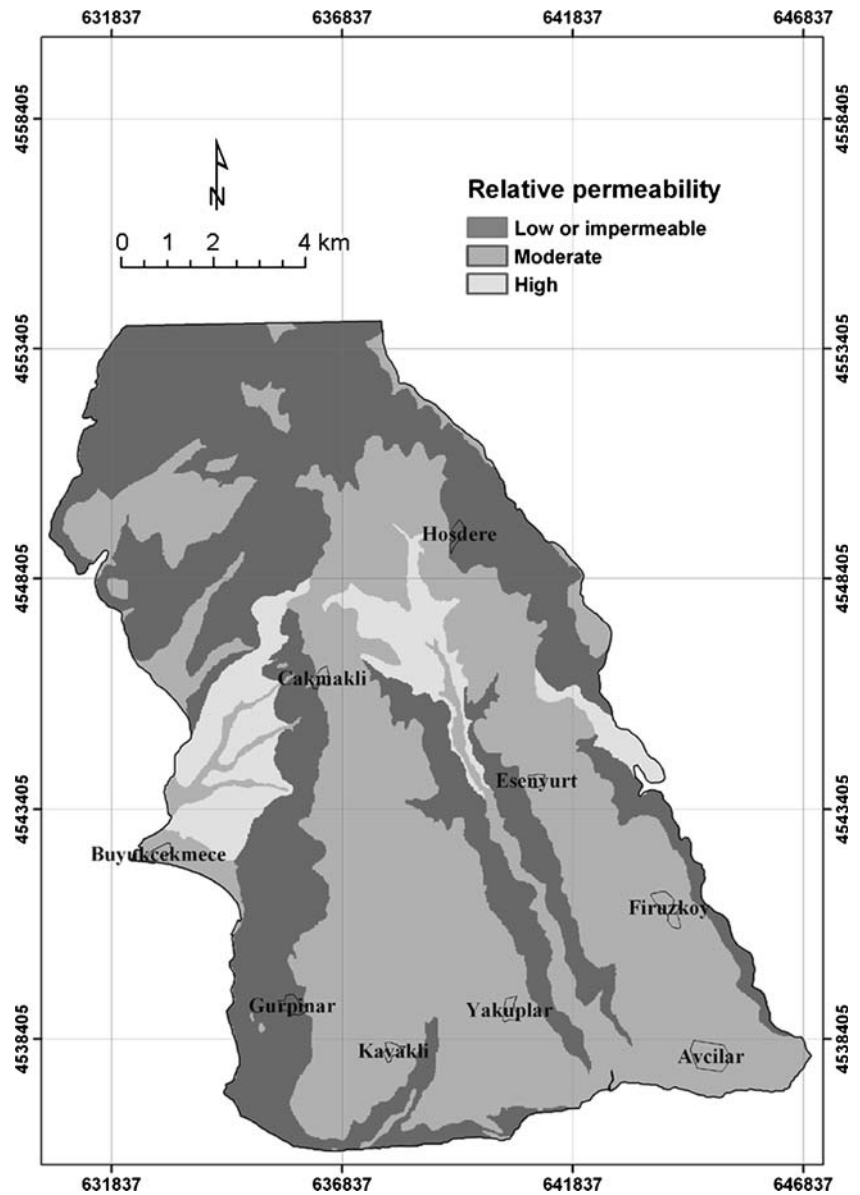 631837 636837 641837 646837
4558405 4558405
N
0 1 2 4 km
Relative permeability
Low or impermeable
Moderate
High
4553405 4553405
Hosdere
4548405 4548405
Cakmakli
Esenyurt
4543405 4543405
Buyukcekmece
Firuzkoy
Gurpinar
Yakuplar
4538405 4538405
Kavakli
Avcilar
631837 636837 641837 646837